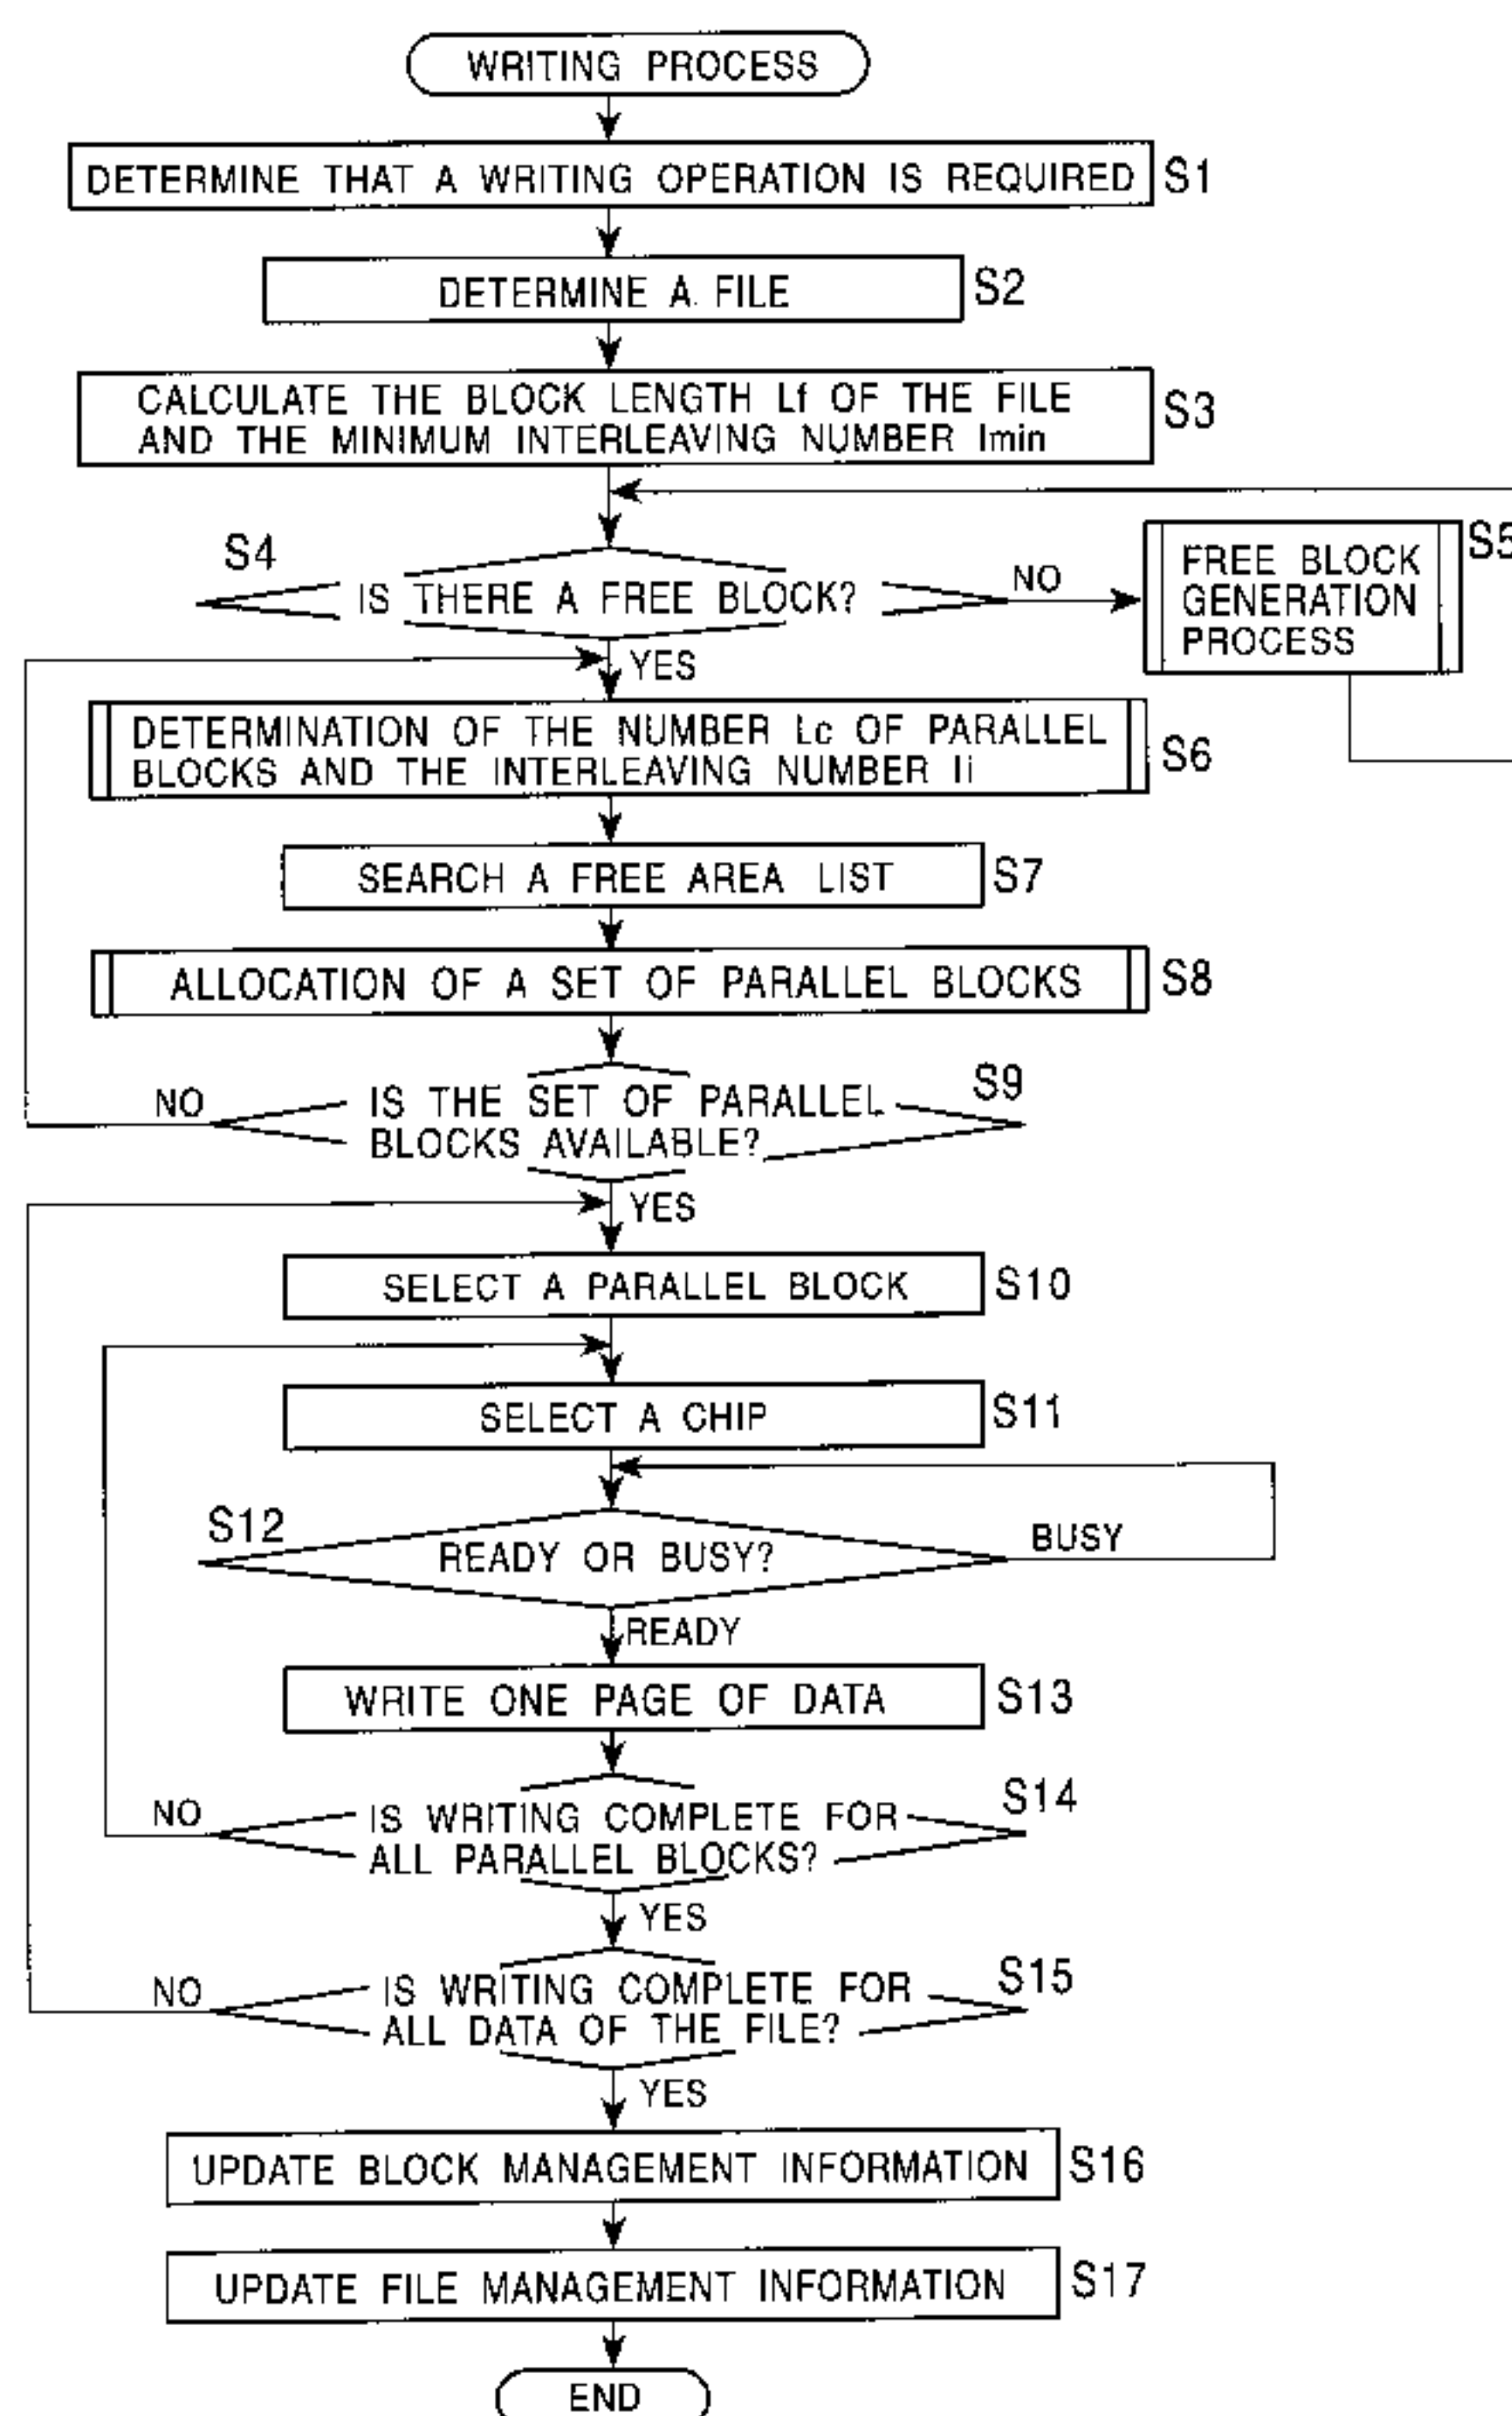 WRITING PROCESS
DETERMINE THAT A WRITING OPERATION IS REQUIRED
S1
DETERMINE A FILE
S2
CALCULATE THE BLOCK LENGTH Lf OF THE FILE
AND THE MINIMUM INTERLEAVING NUMBER Imin
S3
S4
IS THERE A FREE BLOCK?
NO
FREE BLOCK
GENERATION
PROCESS
S5
YES
DETERMINATION OF THE NUMBER Lc OF PARALLEL
BLOCKS AND THE INTERLEAVING NUMBER Ii
S6
SEARCH A FREE AREA LIST
S7
ALLOCATION OF A SET OF PARALLEL BLOCKS
S8
NO
IS THE SET OF PARALLEL
BLOCKS AVAILABLE?
S9
YES
SELECT A PARALLEL BLOCK
S10
SELECT A CHIP
S11
S12
READY OR BUSY?
BUSY
READY
WRITE ONE PAGE OF DATA
S13
NO
IS WRITING COMPLETE FOR
ALL PARALLEL BLOCKS?
S14
YES
NO
IS WRITING COMPLETE FOR
ALL DATA OF THE FILE?
S15
YES
UPDATE BLOCK MANAGEMENT INFORMATION
S16
UPDATE FILE MANAGEMENT INFORMATION
S17
END